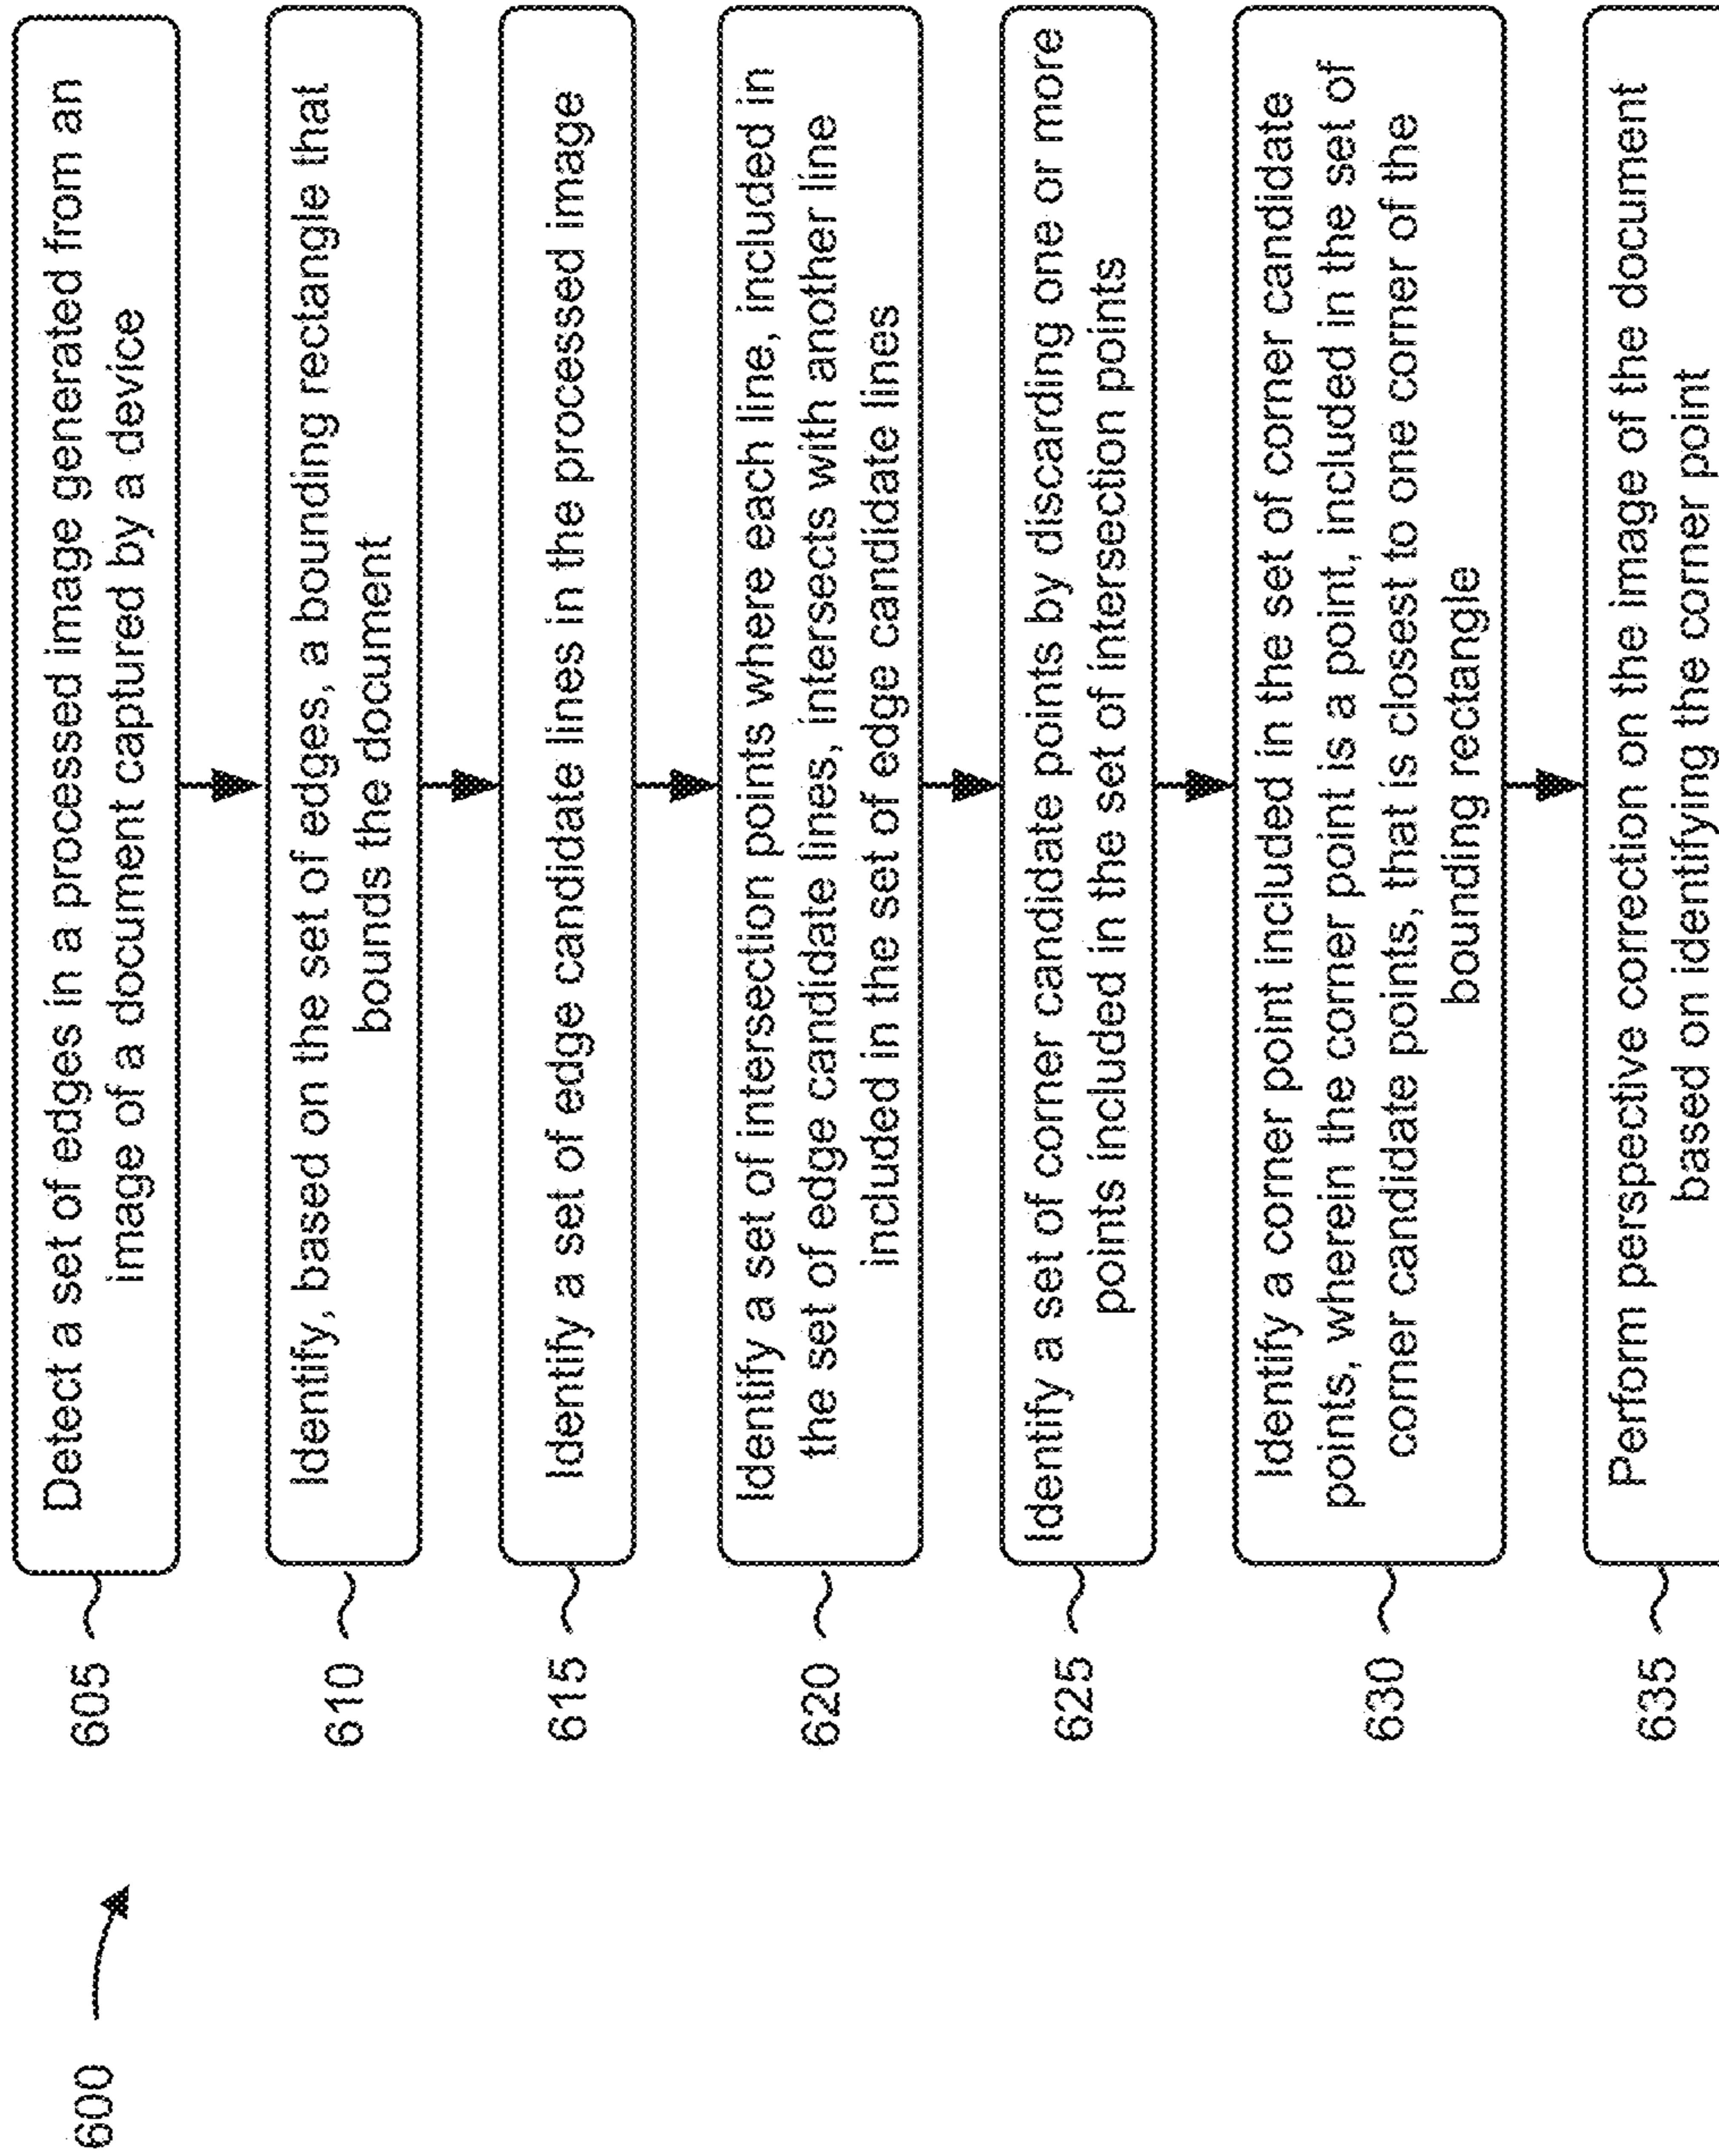 600
605
Detect a set of edges in a processed image generated from an
image of a document captured by a device
610
Identify, based on the set of edges, a bounding rectangle that
bounds the document
615
Identify a set of edge candidate lines in the processed image
620
Identify a set of intersection points where each line, included in
the set of edge candidate lines, intersects with another line
included in the set of edge candidate lines
625
Identify a set of corner candidate points by discarding one or more
points included in the set of intersection points
630
Identify a corner point included in the set of corner candidate
points, wherein the corner point is a point, included in the set of
corner candidate points, that is closest to one corner of the
bounding rectangle
635
Perform perspective correction on the image of the document
based on identifying the corner point